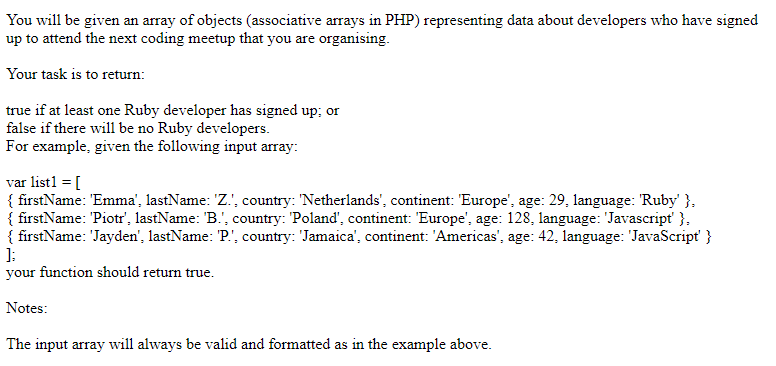 You will be given an array of objects (associative arrays in PHP) representing data about developers who have signed
up to attend the next coding meetup that you are organising.
Your task is to return:
true if at least one Ruby developer has signed up; or
false if there will be no Ruby developers.
For example, given the following input array:
var list1 = [
{ firstName: 'Emma', lastName: 'Z.', country: 'Netherlands', continent: 'Europe', age: 29, language: 'Ruby' },
{ firstName: 'Piotr', lastName: 'B.', country: 'Poland', continent: 'Europe', age: 128, language: 'Javascript' },
{ firstName: 'Jayden', lastName: 'P.', country: 'Jamaica', continent: 'Americas', age: 42, language: 'JavaScript' }
];
your function should return true.
Notes:
The input array will always be valid and formatted as in the example above.